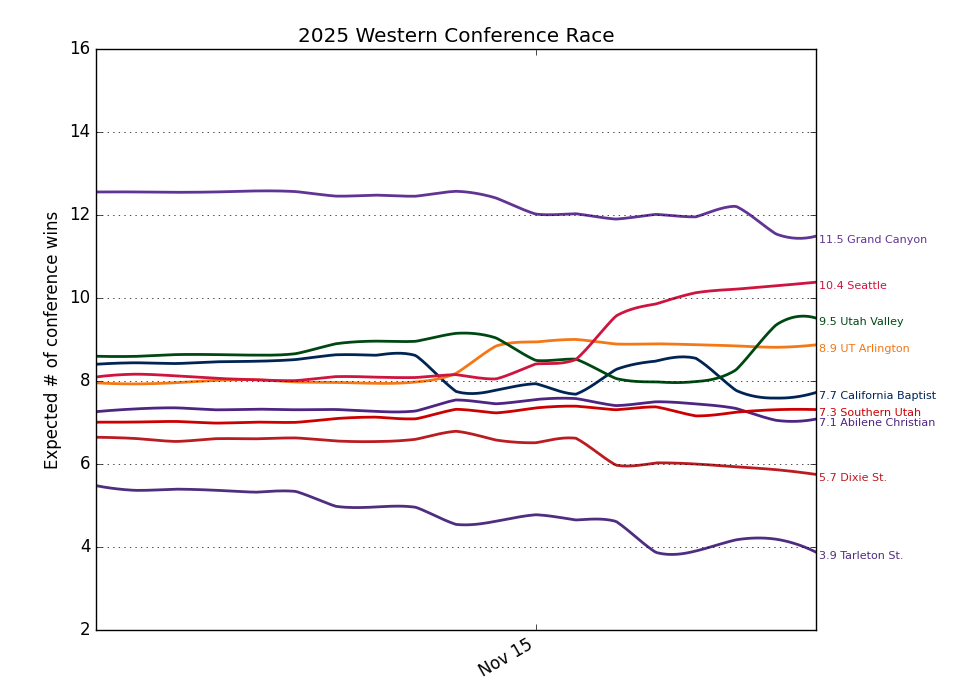 2025 Western Conference Race
Expected # of conference wins
16
14
12
10
8
6
4
2
Nov 15
11.5 Grand Canyon
10.4 Seattle
9.5 Utah Valley
8.9 UT Arlington
7.7 California Baptist
7.3 Southern Utah
7.1 Abilene Christian
5.7 Dixie St.
3.9 Tarleton St.